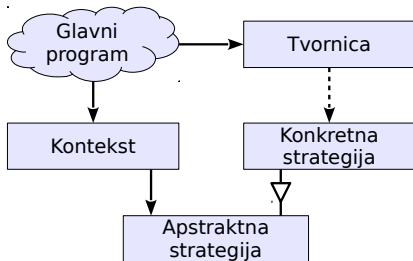 Glavni
program
Tvornica
Kontekst
Konkretna
strategija
Apstraktna
strategija